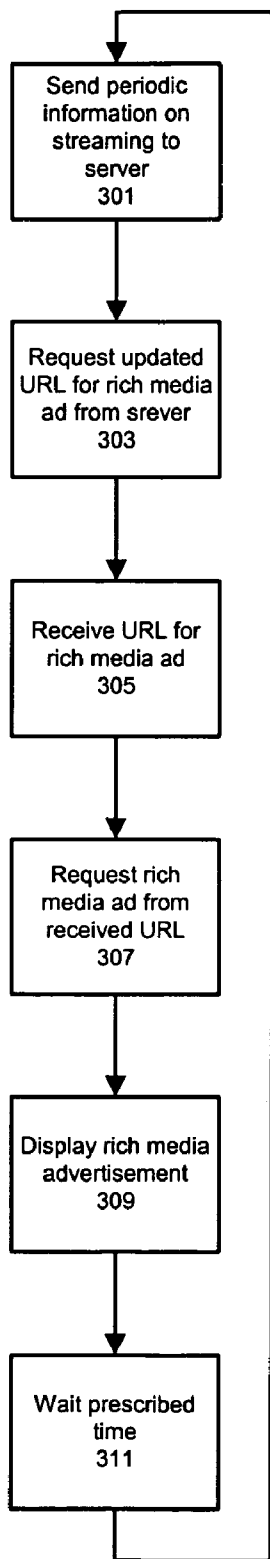 Send periodic
information on
streaming to
server
301
Request updated
URL for rich media
ad from srever
303
Receive URL for
rich media ad
305
Request rich
media ad from
received URL
307
Display rich media
advertisement
309
Wait prescribed
time
311